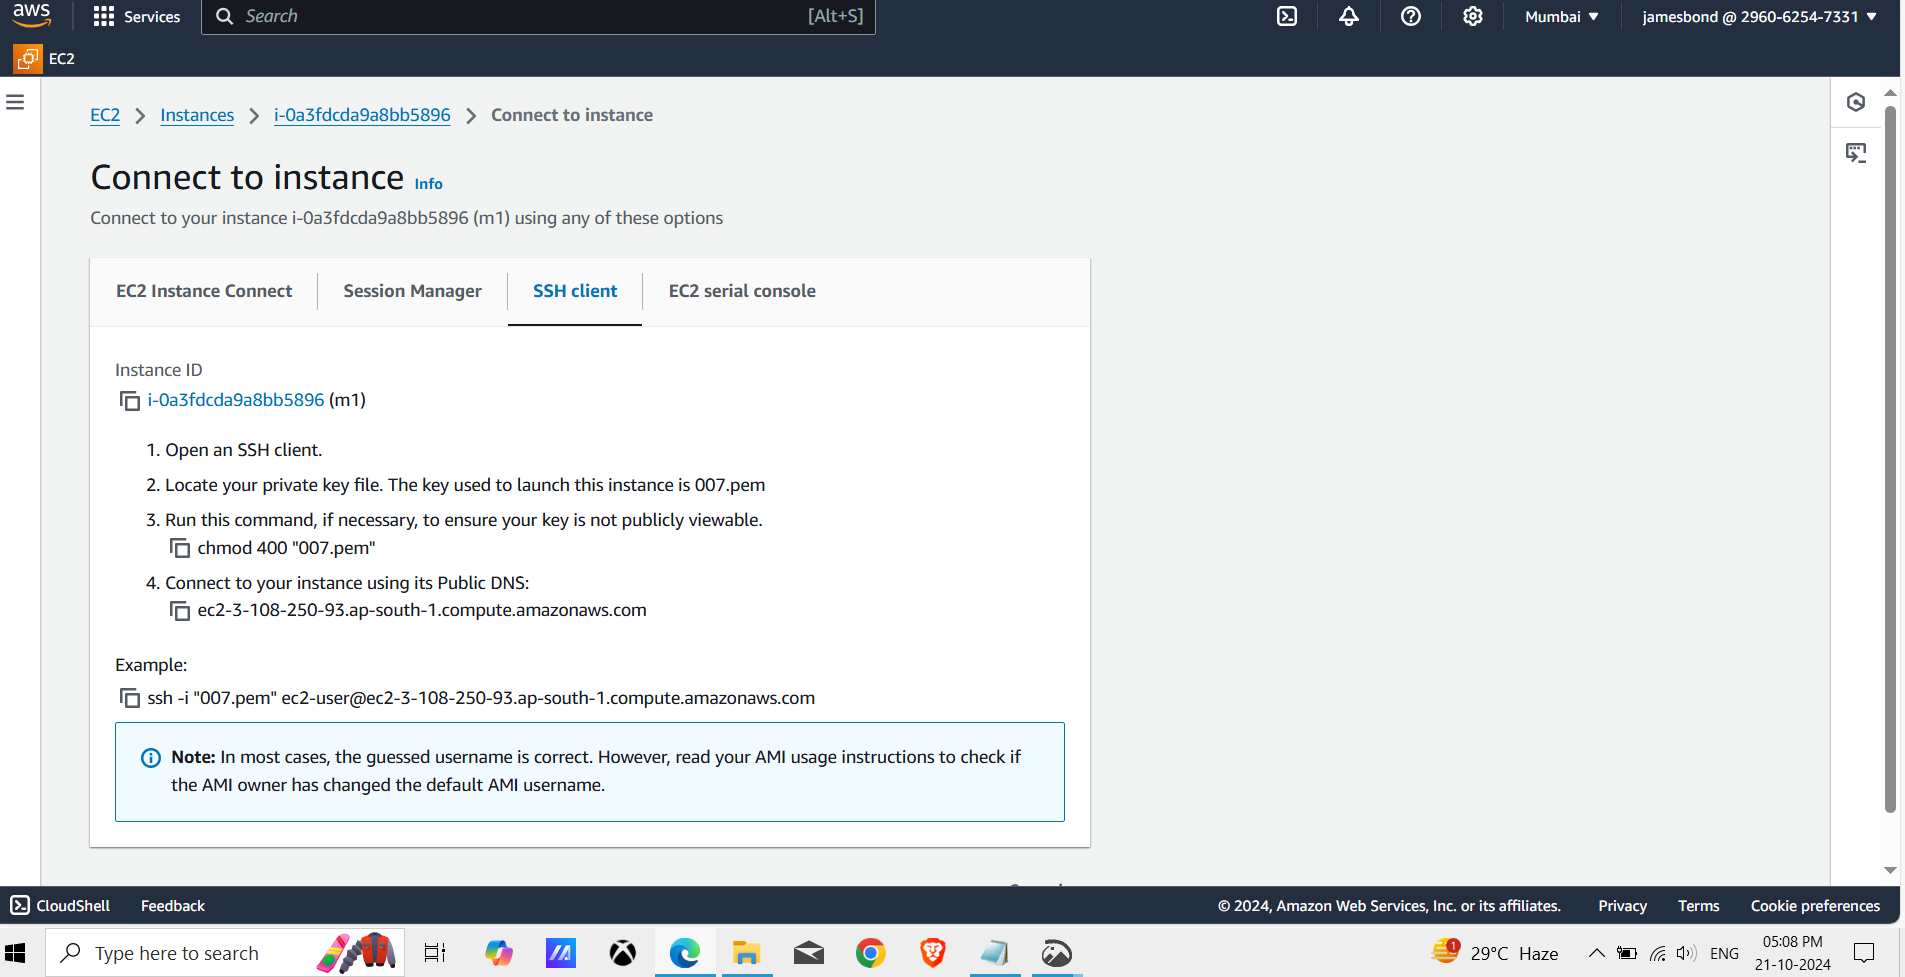 aws
Services
Search
[Alt+S]
Mumbai
jamesbond @ 2960-6254-7331
EC2
EC2 Instances i-0a3fdcda9a8bb5896 Connect to instance
Connect to instance Info
Connect to your instance i-0a3fdcda9a8bb5896 (m1) using any of these options
EC2 Instance Connect Session Manager SSH client EC2 serial console
Instance ID
i-0a3fdcda9a8bb5896 (m1)
1. Open an SSH client.
2. Locate your private key file. The key used to launch this instance is 007.pem
3. Run this command, if necessary, to ensure your key is not publicly viewable.
chmod 400 "007.pem"
4. Connect to your instance using its Public DNS:
ec2-3-108-250-93.ap-south-1.compute.amazonaws.com
Example:
ssh -i "007.pem" ec2-user@ec2-3-108-250-93.ap-south-1.compute.amazonaws.com
Note: In most cases, the guessed username is correct. However, read your AMI usage instructions to check if
the AMI owner has changed the default AMI username.
CloudShell Feedback © 2024, Amazon Web Services, Inc. or its affiliates. Privacy Terms Cookie preferences
Type here to search
1
29°C Haze
ENG
05:08 PM
21-10-2024